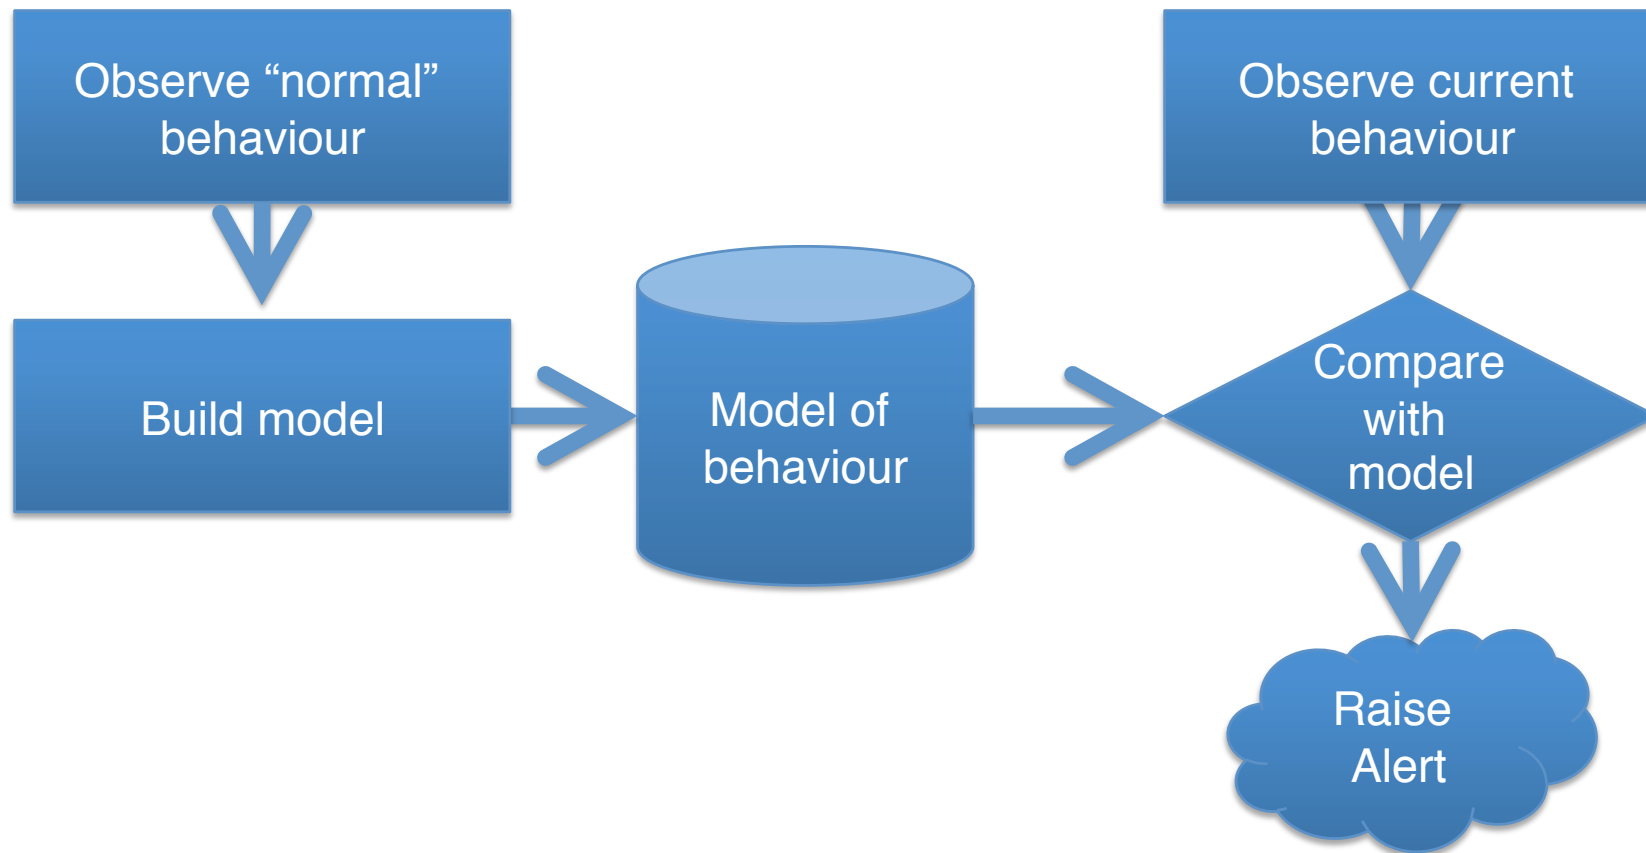 Observe “normal”
behaviour
Build model
Model of
behaviour
Observe current
behaviour
Compare
with
model
Raise
Alert